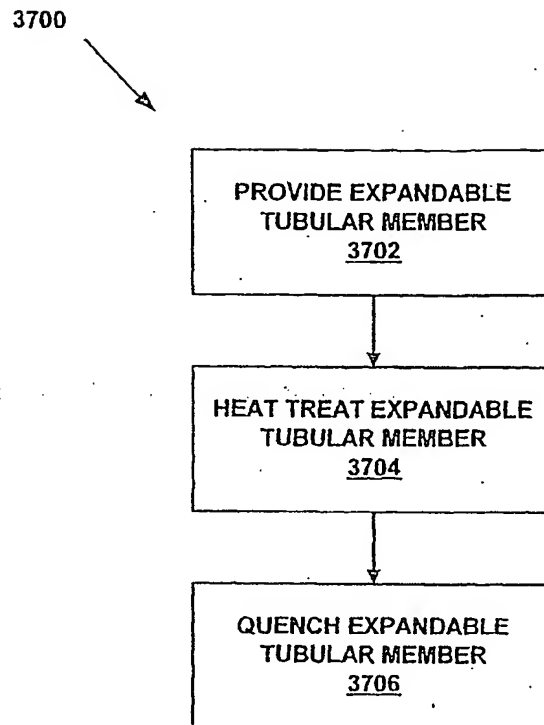 3700
PROVIDE EXPANDABLE
TUBULAR MEMBER
3702
HEAT TREAT EXPANDABLE
TUBULAR MEMBER
3704
QUENCH EXPANDABLE
TUBULAR MEMBER
3706